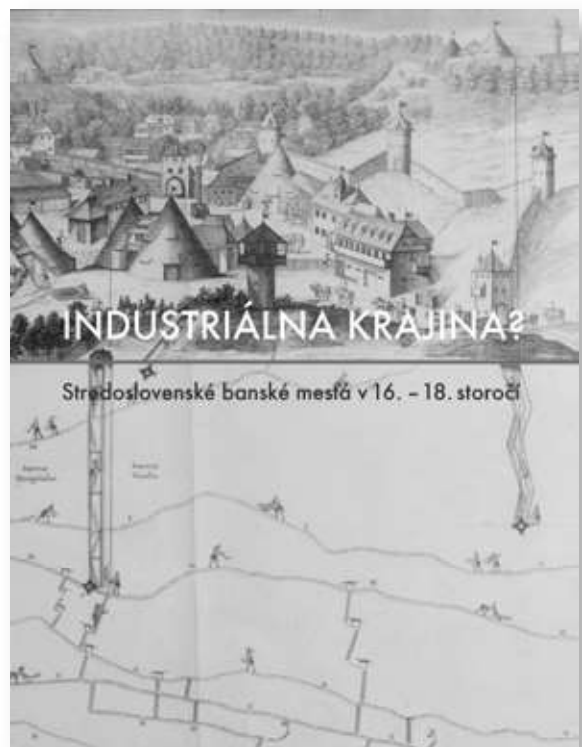 INDUSTRIÁLNA KRAJINA?
Stredoslovenské banské mestá v 16. – 18. storočí